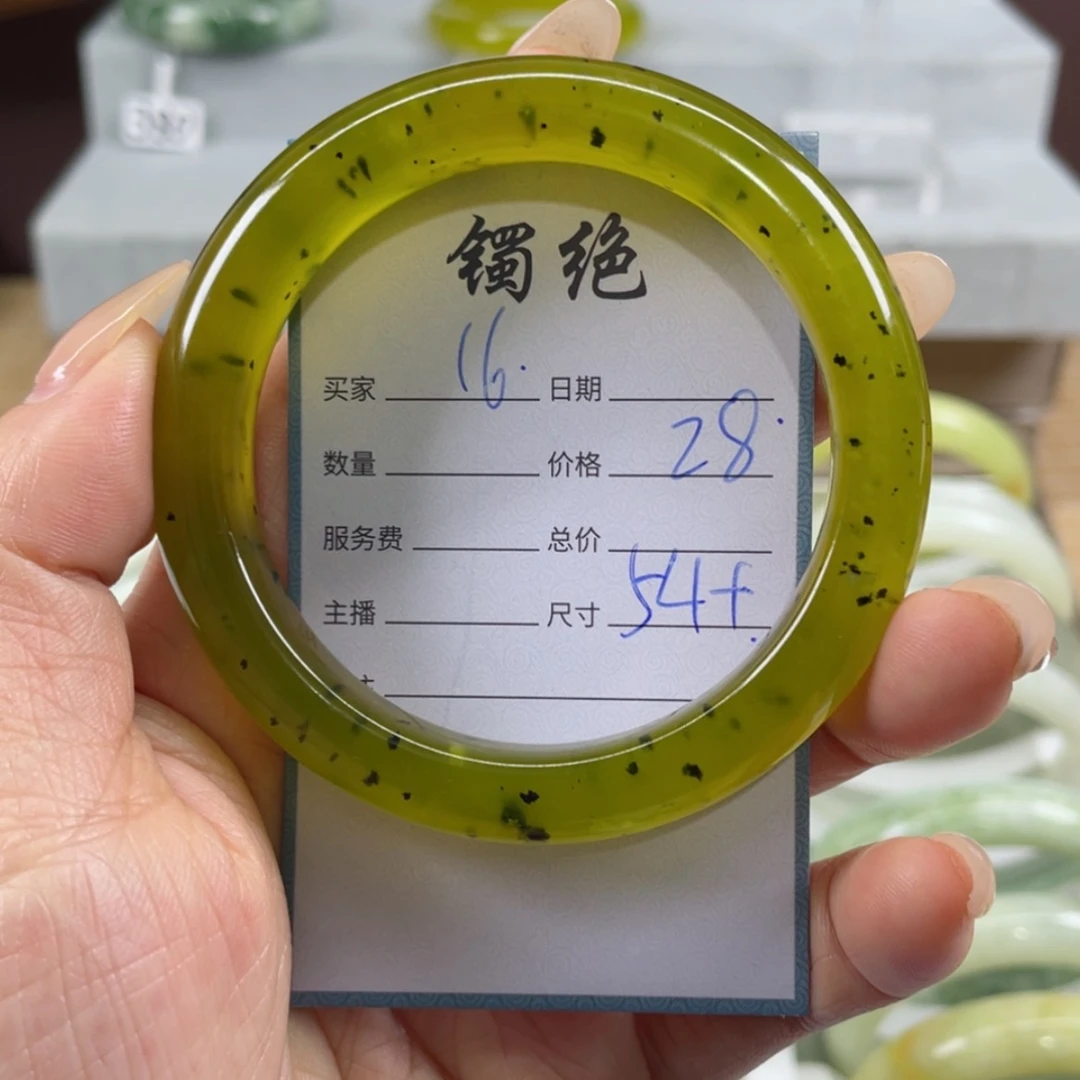 镯绝
买家 16. 日期
数量 价格 28.
服务费 总价
主播 尺寸 54+.